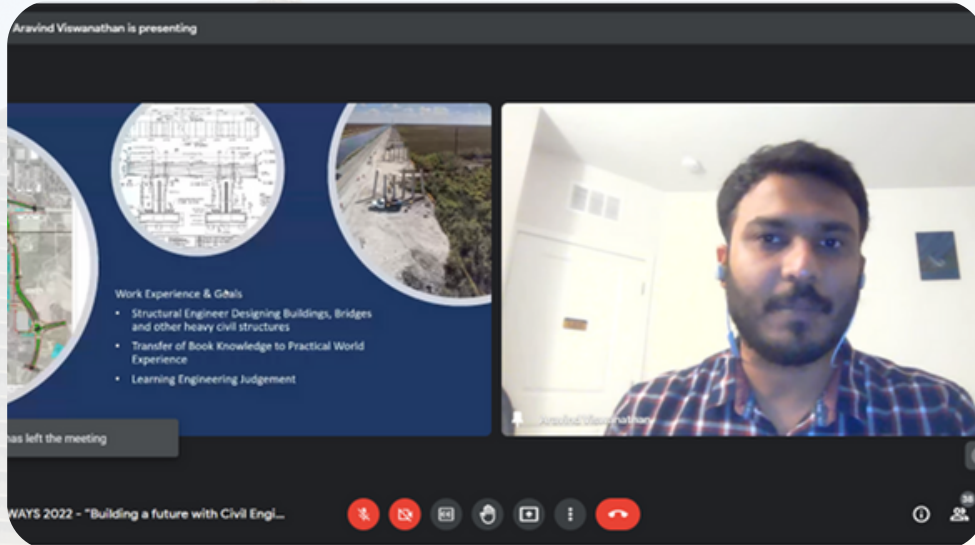 Aravind Viswanathan is presenting
Work Experience & Goals
• Structural Engineer Designing Buildings, Bridges
and other heavy civil structures
• Transfer of Book Knowledge to Practical World
Experience
• Learning Engineering Judgement
Aravind Viswanathan
has left the meeting
WAYS 2022 - "Building a future with Civil Engi...
38